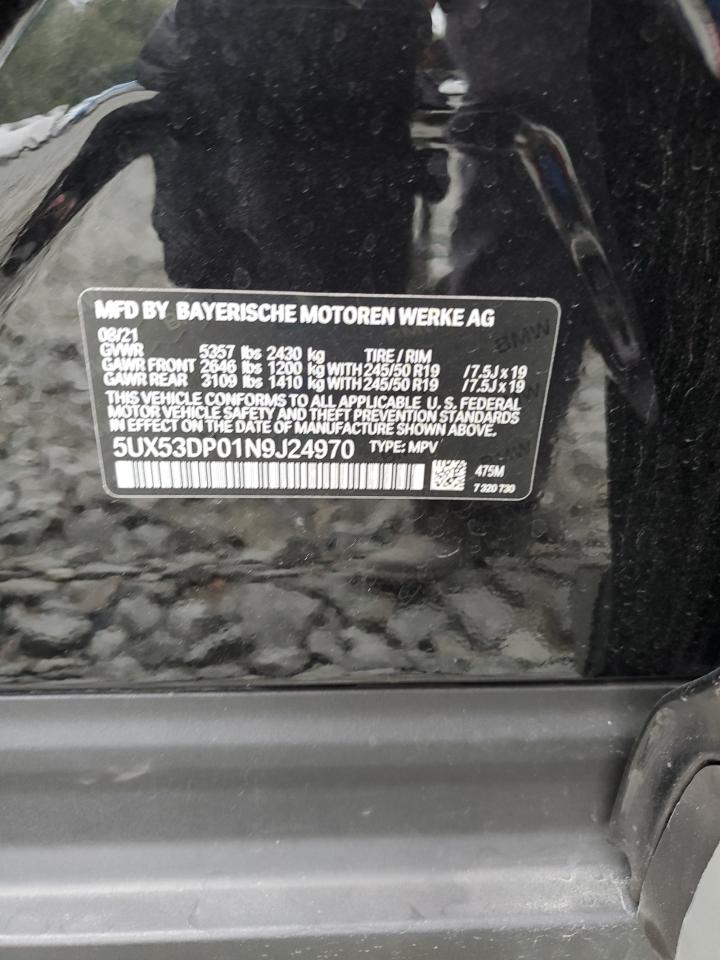 MFD BY BAYERISCHE MOTOREN WERKE AG
08/21
GVWR 5357 lbs 2430 kg TIRE / RIM
GAWR FRONT 2646 lbs 1200 kg WITH 245/50 R19 / 7.5J x 19
GAWR REAR 3109 lbs 1410 kg WITH 245/50 R19 / 7.5J x 19
THIS VEHICLE CONFORMS TO ALL APPLICABLE U. S. FEDERAL
MOTOR VEHICLE SAFETY AND THEFT PREVENTION STANDARDS
IN EFFECT ON THE DATE OF MANUFACTURE SHOWN ABOVE.
5UX53DP01N9J24970 TYPE: MPV
475M
7 320 730
BMW
BMW